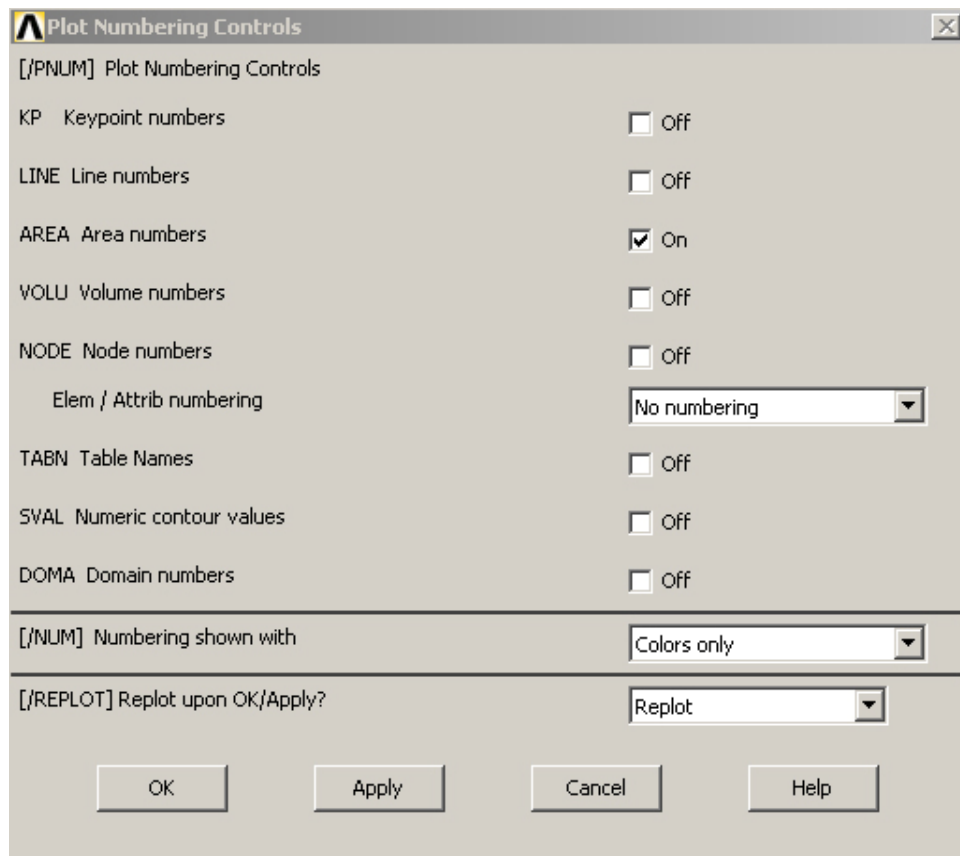 Plot Numbering Controls
[/PNUM] Plot Numbering Controls
KP Keypoint numbers Off
LINE Line numbers Off
AREA Area numbers On
VOLU Volume numbers Off
NODE Node numbers Off
Elem / Attrib numbering No numbering
TABN Table Names Off
SVAL Numeric contour values Off
DOMA Domain numbers Off
[/NUM] Numbering shown with Colors only
[/REPLOT] Replot upon OK/Apply? Replot
OK Apply Cancel Help